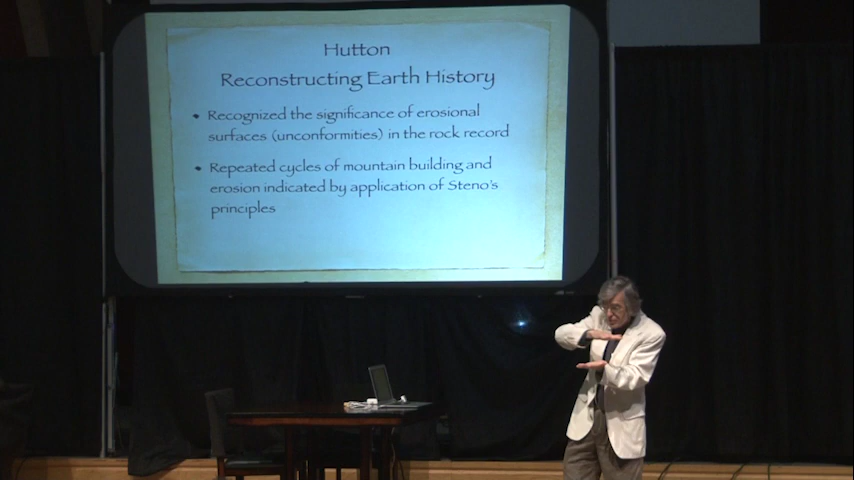 Hutton
Reconstructing Earth History
• Recognized the significance of erosional
surfaces (unconformities) in the rock record
• Repeated cycles of mountain building and
erosion indicated by application of Steno's
principles